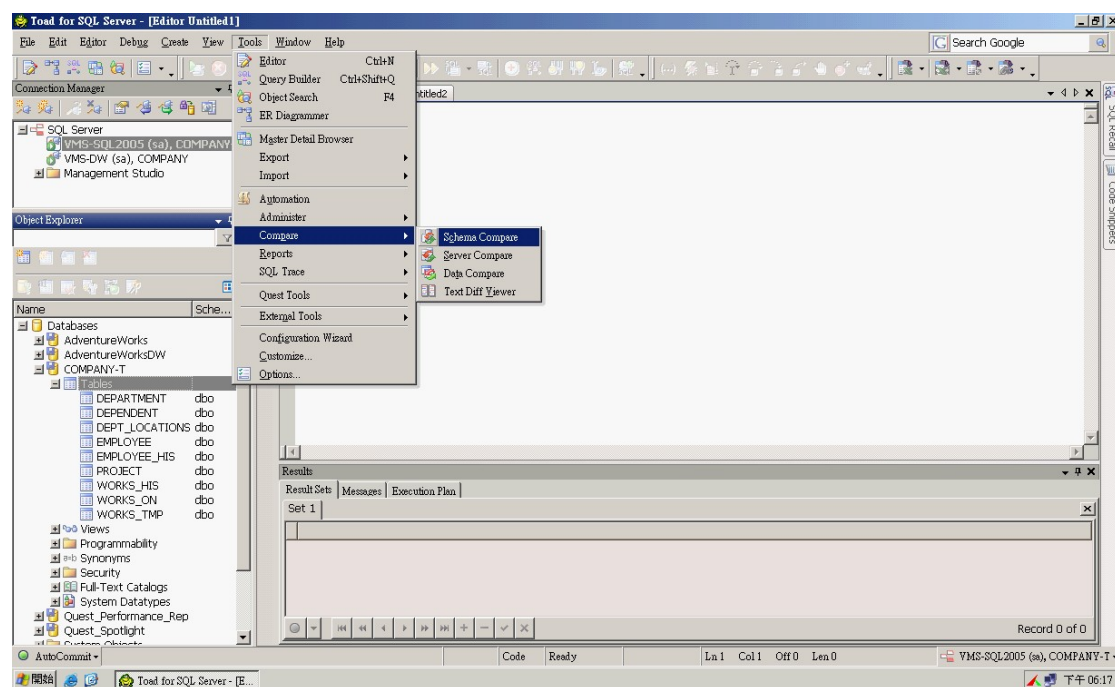 Toad for SQL Server - [Editor Untitled1]
File Edit Editor Debug Create View Tools Window Help
Search Google
Connection Manager
SQL Server
VMS-SQL2005 (sa), COMPANY
VMS-DW (sa), COMPANY
Management Studio
Object Explorer
Name Sche...
Databases
AdventureWorks
AdventureWorksDW
COMPANY-T
Tables
DEPARTMENT dbo
DEPENDENT dbo
DEPT_LOCATIONS dbo
EMPLOYEE dbo
EMPLOYEE_HIS dbo
PROJECT dbo
WORKS_HIS dbo
WORKS_ON dbo
WORKS_TMP dbo
Views
Programmability
Synonyms
Security
Full-Text Catalogs
System Datatypes
Quest_Performance_Rep
Quest_Spotlight
Custom Objects
Editor Ctrl+N
Query Builder Ctrl+Shift+Q
Object Search F4
ER Diagrammer
Master Detail Browser
Export
Import
Automation
Administer
Compare
Reports
SQL Trace
Quest Tools
External Tools
Configuration Wizard
Customize...
Options...
Schema Compare
Server Compare
Data Compare
Text Diff Viewer
ntitled2
SQL Recall
Code Snippets
Results
Result Sets Messages Execution Plan
Set 1
Record 0 of 0
AutoCommit Code Ready Ln 1 Col 1 Off 0 Len 0 VMS-SQL2005 (sa), COMPANY-T
開始 Toad for SQL Server - [E... 下午 06:17